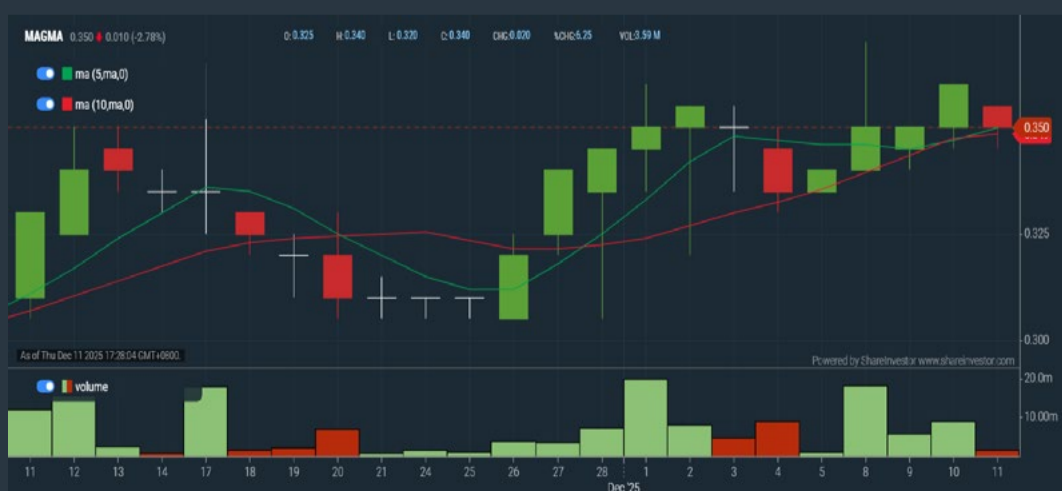 MAGMA 0.350 0.010 (-2.78%) O: 0.325 H: 0.340 L: 0.320 C: 0.340 CHG:0.020 %CHG:6.25 VOL:3.59 M
ma (5,ma,0)
ma (10,ma,0)
0.350
0.325
As of Thu Dec 11 2025 17:28:04 GMT+0800.
Powered by ShareInvestor www.shareinvestor.com
0.300
volume
20.0m
10.00m
11 12 13 14 17 18 19 20 21 24 25 26 27 28 1 2 3 4 5 8 9 10 11
Dec '25